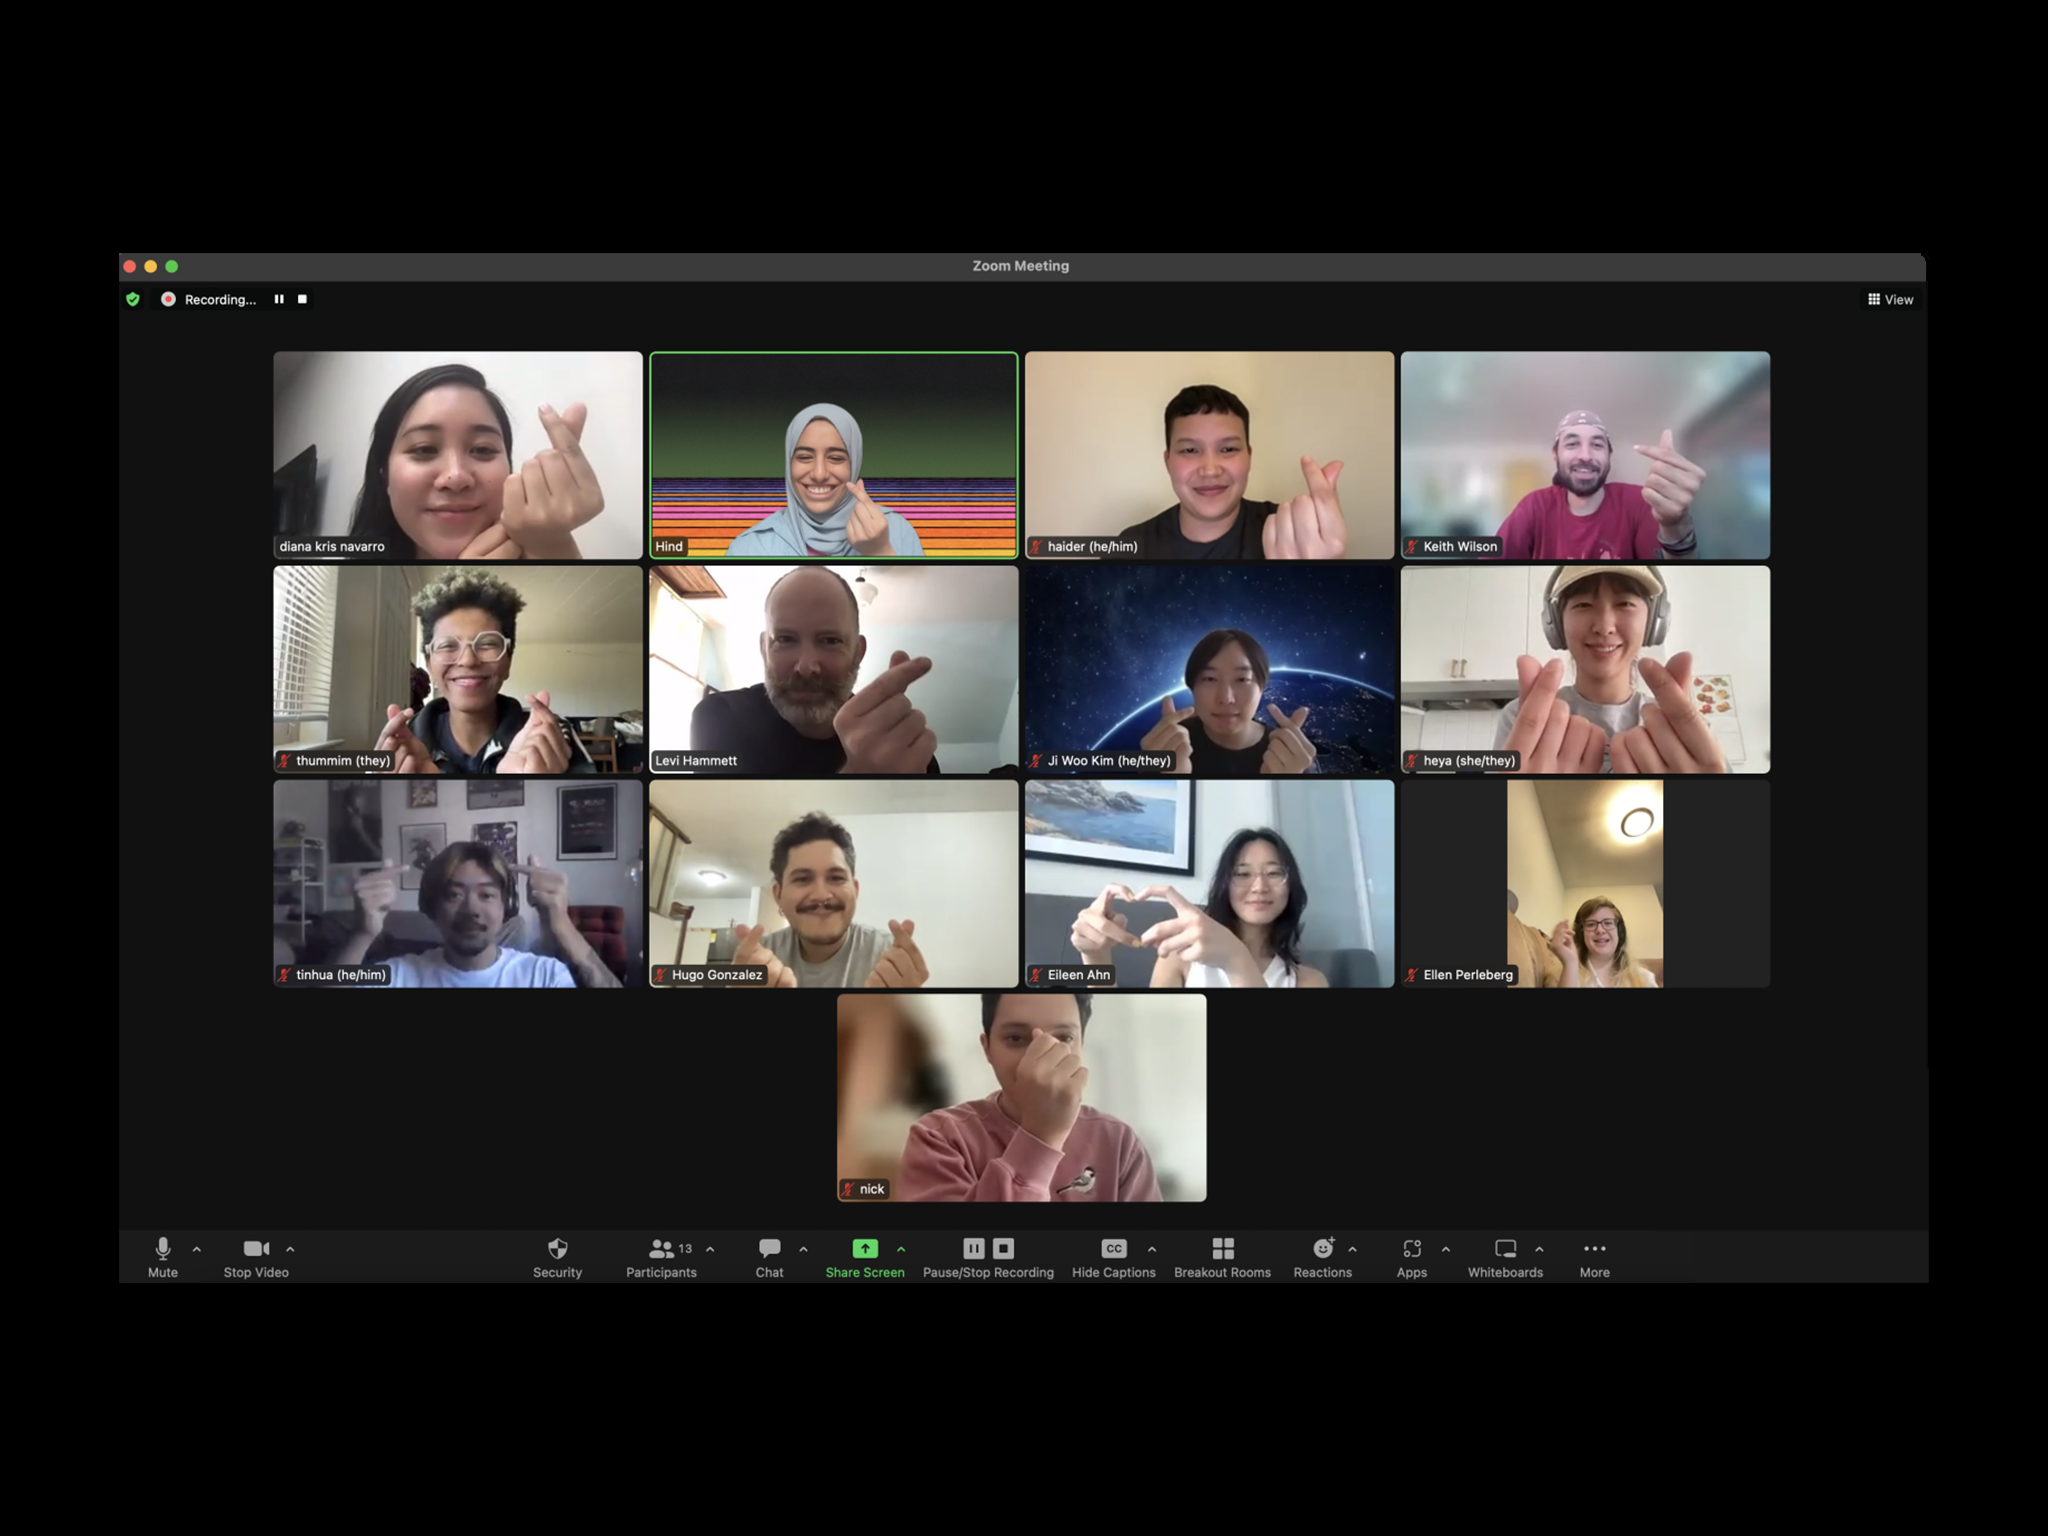 Zoom Meeting
Recording...
View
diana kris navarro
Hind
haider (he/him)
Keith Wilson
thummim (they)
Levi Hammett
Ji Woo Kim (he/they)
heya (she/they)
tinhua (he/him)
Hugo Gonzalez
Eileen Ahn
Ellen Perleberg
nick
13
CC
Mute
Stop Video
Security
Participants
Chat
Share Screen
Pause/Stop Recording
Hide Captions
Breakout Rooms
Reactions
Apps
Whiteboards
More